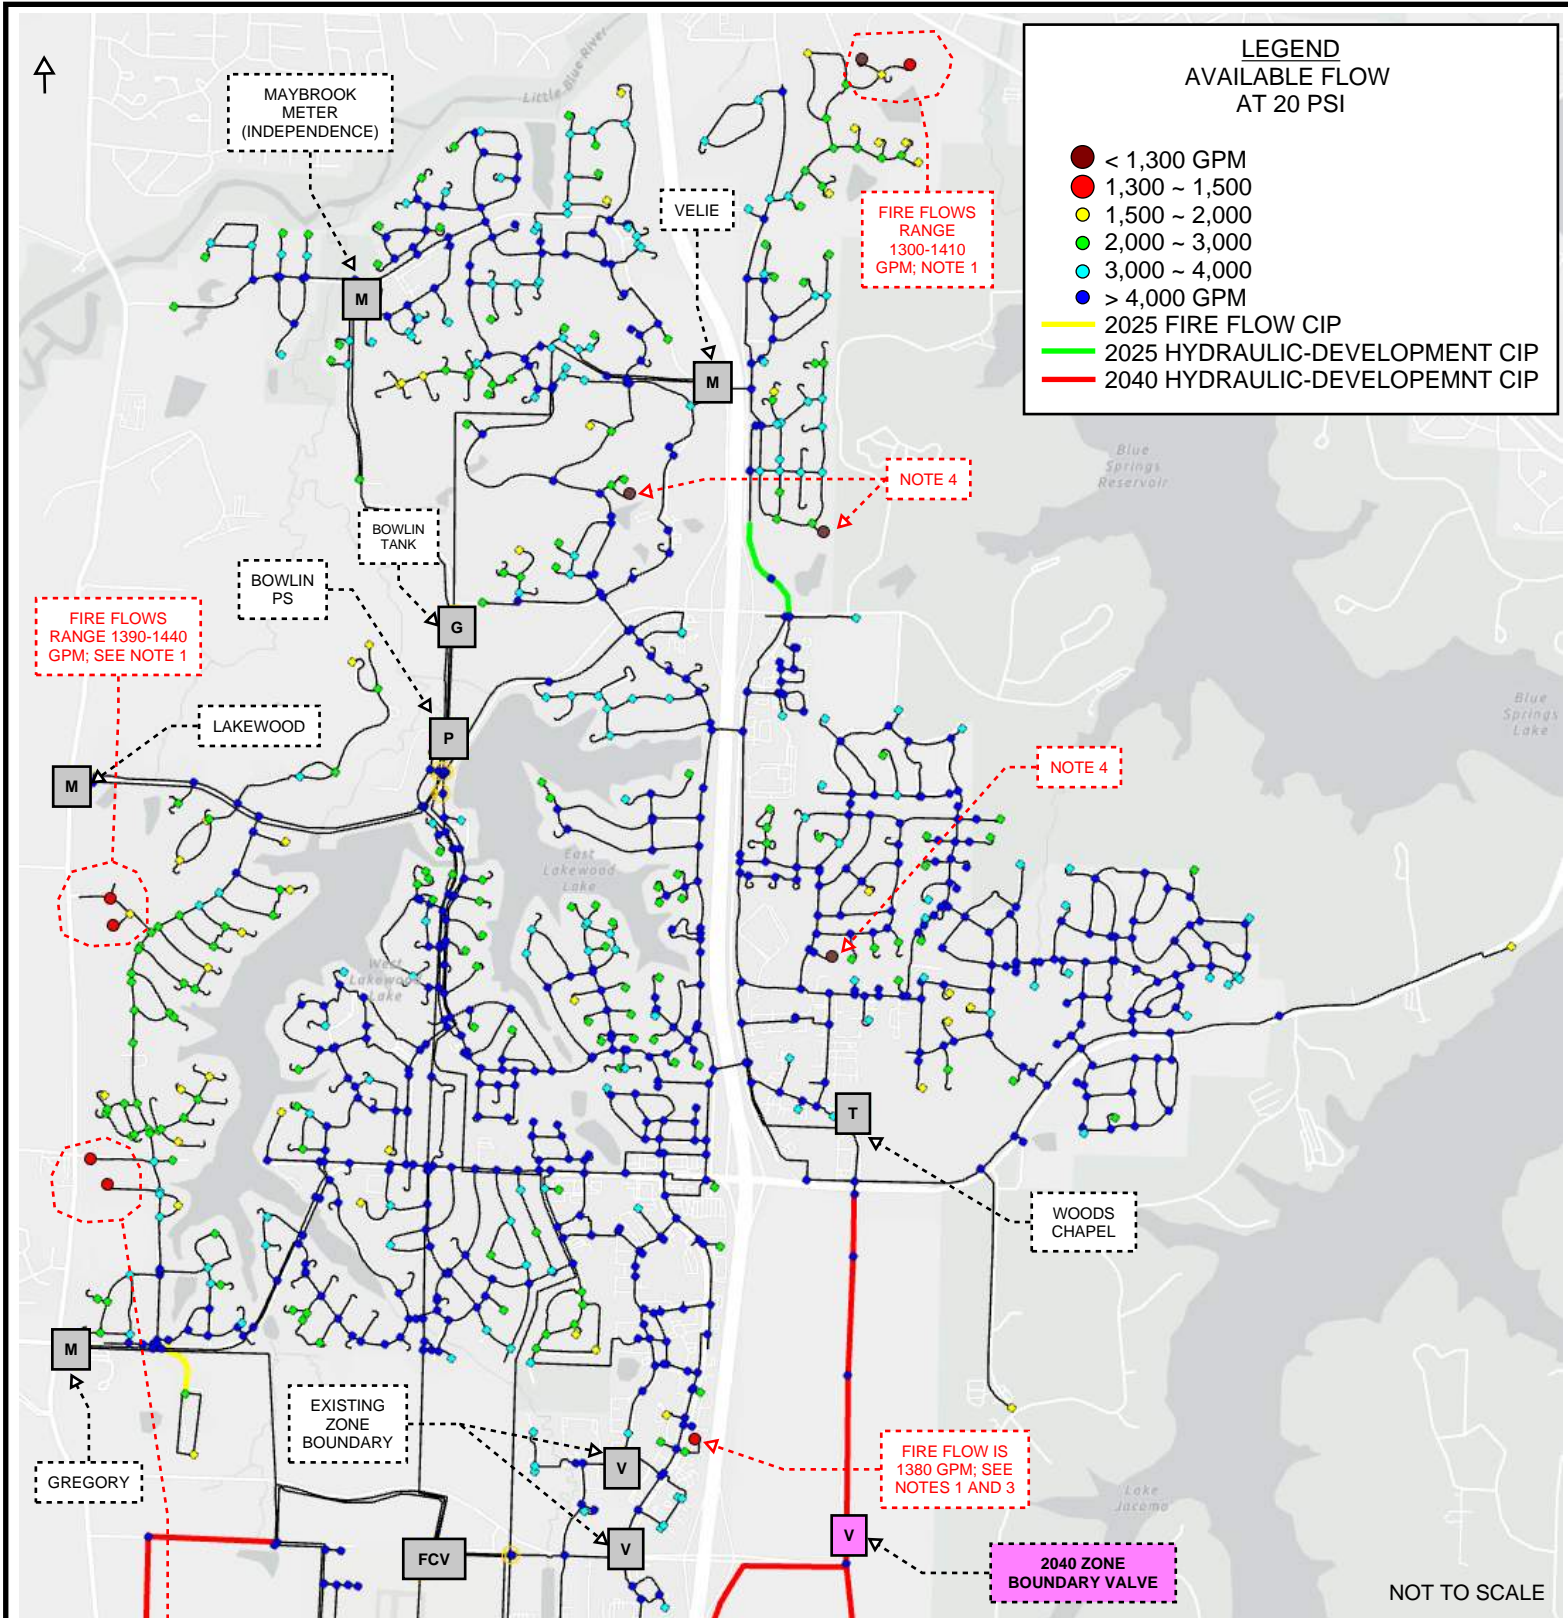 LEGEND
AVAILABLE FLOW
AT 20 PSI
< 1,300 GPM
1,300 ~ 1,500
1,500 ~ 2,000
2,000 ~ 3,000
3,000 ~ 4,000
> 4,000 GPM
2025 FIRE FLOW CIP
2025 HYDRAULIC-DEVELOPMENT CIP
2040 HYDRAULIC-DEVELOPEMNT CIP
Little Blue River
MAYBROOK
METER
(INDEPENDENCE)
VELIE
FIRE FLOWS
RANGE
1300-1410
GPM; NOTE 1
M
M
Blue
Springs
Reservoir
NOTE 4
BOWLIN
TANK
BOWLIN
PS
G
FIRE FLOWS
RANGE 1390-1440
GPM; SEE NOTE 1
LAKEWOOD
P
M
NOTE 4
Blue
Springs
Lake
East
Lakewood
Lake
West
Lakewood
Lake
T
WOODS
CHAPEL
M
GREGORY
EXISTING
ZONE
BOUNDARY
V
FIRE FLOW IS
1380 GPM; SEE
NOTES 1 AND 3
Lake
Jacomo
FCV
V
V
2040 ZONE
BOUNDARY VALVE
NOT TO SCALE